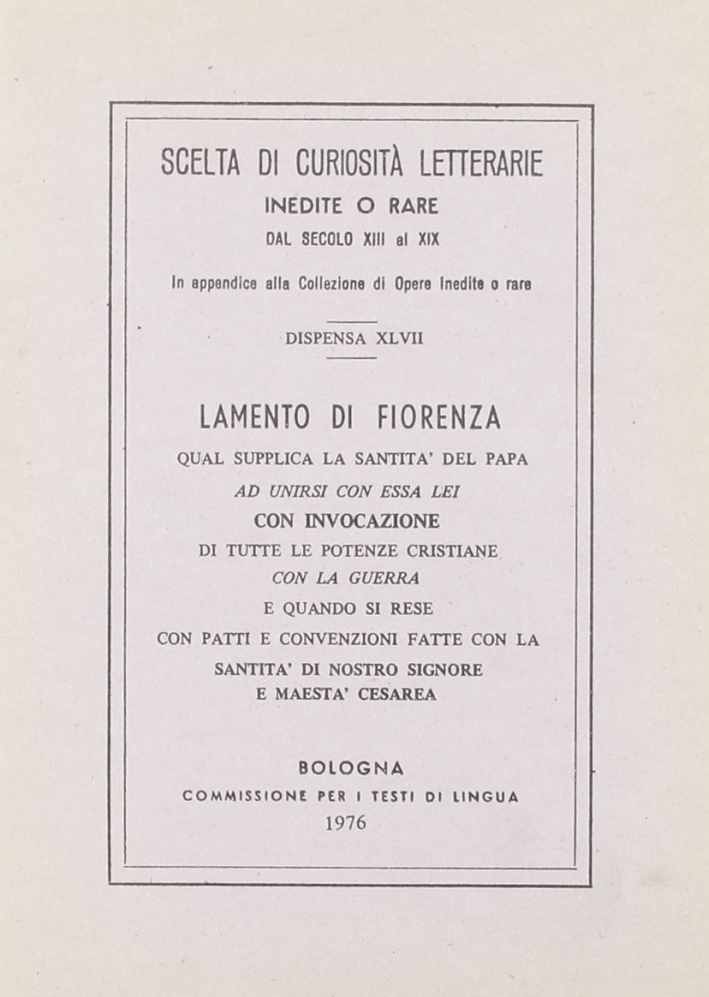 SCELTA DI CURIOSITÀ LETTERARIE
INEDITE O RARE
DAL SECOLO XIII al XIX
In appendice alla Collezione di Opere Inedite o rare
DISPENSA XLVII
LAMENTO DI FIORENZA
QUAL SUPPLICA LA SANTITA' DEL PAPA
AD UNIRSI CON ESSA LEI
CON INVOCAZIONE
DI TUTTE LE POTENZE CRISTIANE
CON LA GUERRA
E QUANDO SI RESE
CON PATTI E CONVENZIONI FATTE CON LA
SANTITA' DI NOSTRO SIGNORE
E MAESTA' CESAREA
BOLOGNA
COMMISSIONE PER I TESTI DI LINGUA
1976